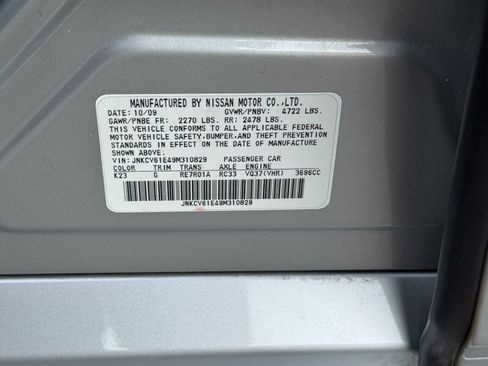 MANUFACTURED BY NISSAN MOTOR CO.,LTD.
DATE: 10/09 GVWR/PNBV: 4722 LBS.
GAWR/PNBE FR: 2270 LBS. RR: 2478 LBS.
THIS VEHICLE CONFORMS TO ALL APPLICABLE FEDERAL
MOTOR VEHICLE SAFETY, BUMPER, AND THEFT PREVENTION
STANDARDS IN EFFECT ON THE DATE OF MANUFACTURE
SHOWN ABOVE.
VIN: JNKCV61E49M310829 PASSENGER CAR
COLOR TRIM TRANS AXLE ENGINE
K23 G RE7R01A RC33 VQ37(VHR) 3696CC
JNKCV61E49M310829